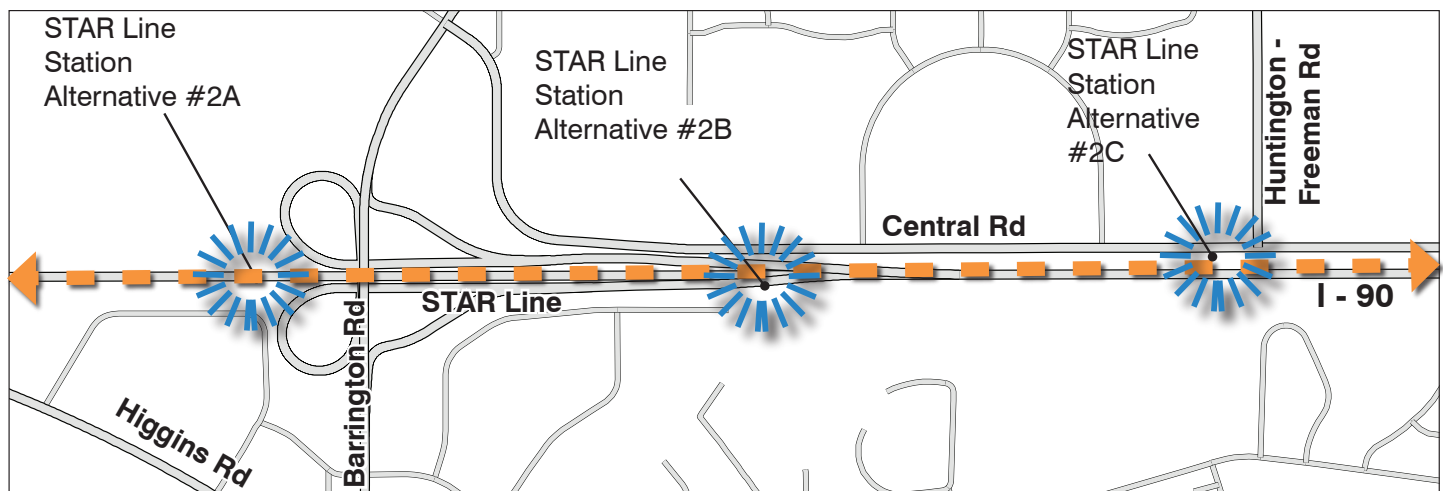 STAR Line
Station
Alternative #2A
STAR Line
Station
Alternative #2B
STAR Line
Station
Alternative
#2C
Huntington -
Freeman Rd
Central Rd
STAR Line
I - 90
Barrington Rd
Higgins Rd